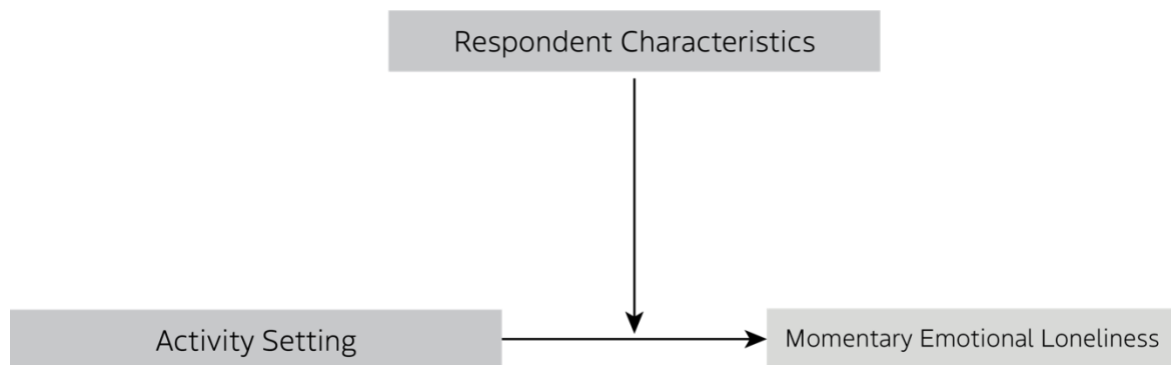 Respondent Characteristics
Activity Setting
Momentary Emotional Loneliness